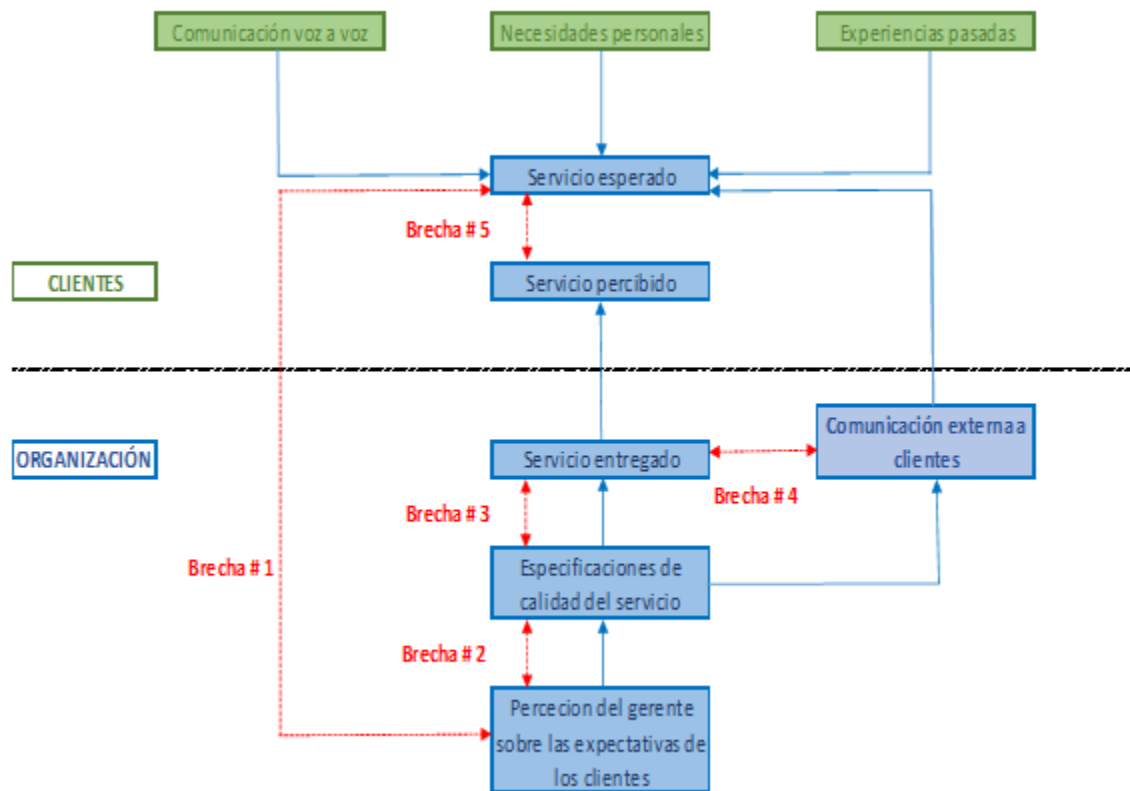 Comunicación voz a voz
Necesidades personales
Experiencias pasadas
Servicio esperado
Brecha # 5
CLIENTES
Servicio percibido
Comunicación externa a
clientes
ORGANIZACIÓN
Servicio entregado
Brecha # 4
Brecha # 3
Brecha # 1
Especificaciones de
calidad del servicio
Brecha # 2
Percecion del gerente
sobre las expectativas de
los clientes